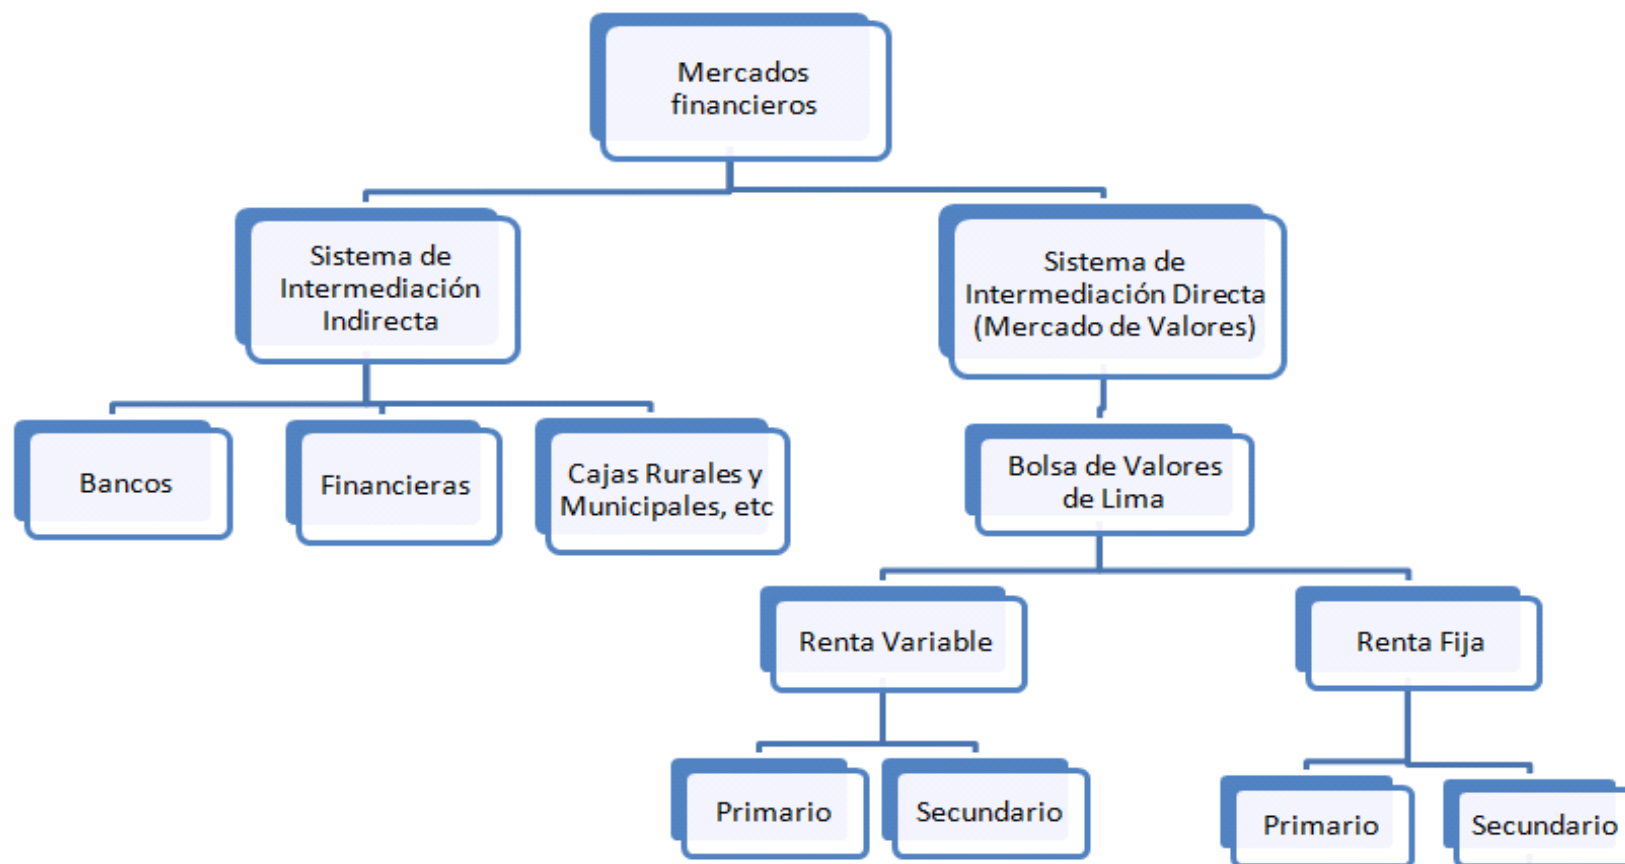 Mercados
financieros
Sistema de
Intermediación
Indirecta
Sistema de
Intermediación Directa
(Mercado de Valores)
Bancos
Financieras
Cajas Rurales y
Municipales, etc
Bolsa de Valores
de Lima
Renta Variable
Renta Fija
Primario
Secundario
Primario
Secundario